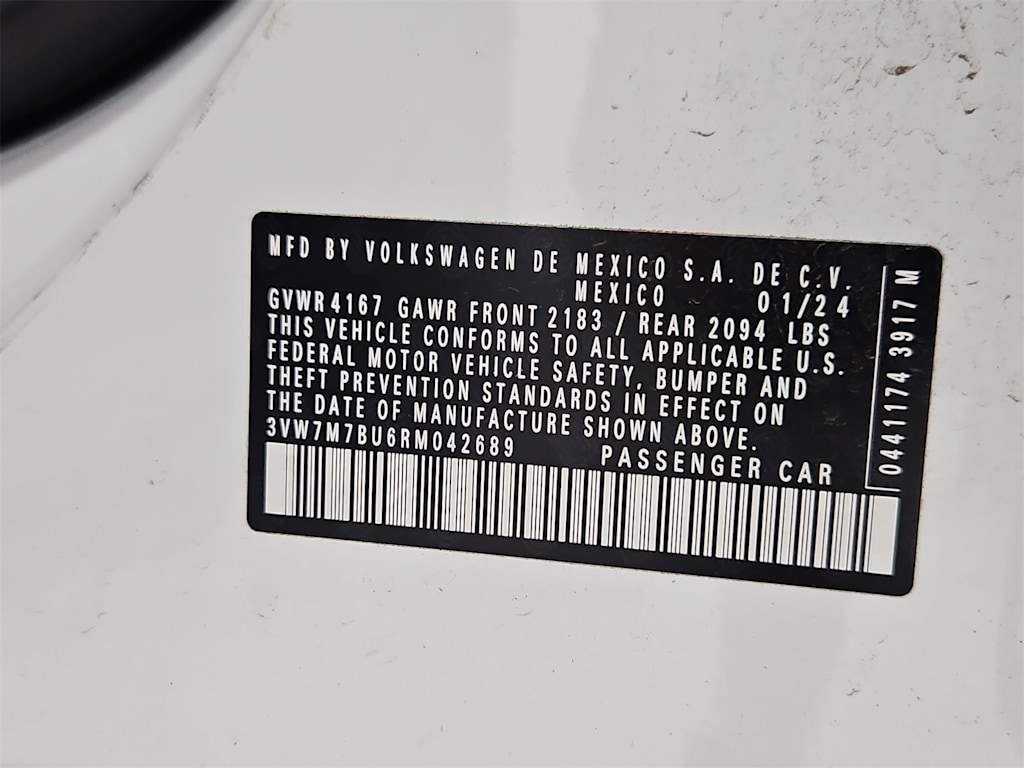 MFD BY VOLKSWAGEN DE MEXICO S.A. DE C.V.
MEXICO 01/24
GVWR 4167 GAWR FRONT 2183 / REAR 2094 LBS
THIS VEHICLE CONFORMS TO ALL APPLICABLE U.S.
FEDERAL MOTOR VEHICLE SAFETY, BUMPER AND
THEFT PREVENTION STANDARDS IN EFFECT ON
THE DATE OF MANUFACTURE SHOWN ABOVE.
3VW7M7BU6RM042689 PASSENGER CAR
0441174 3917 M